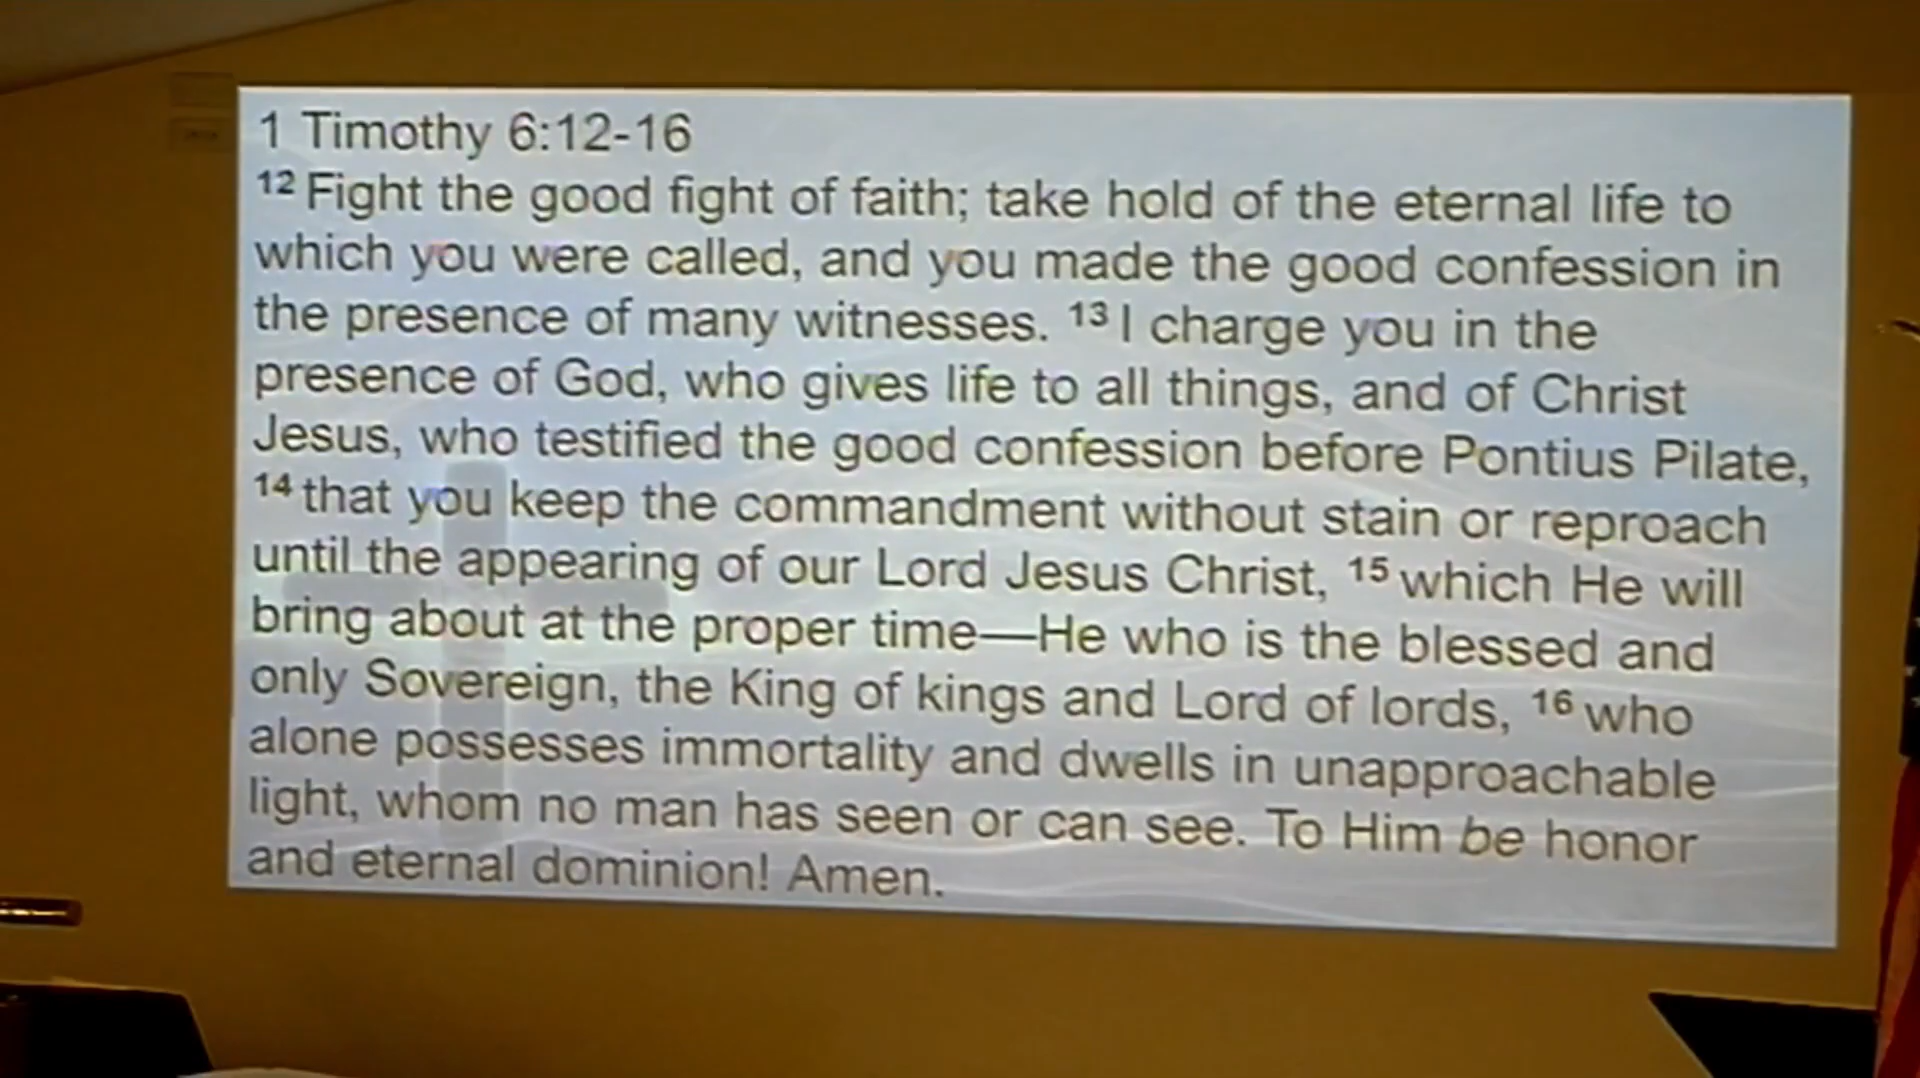 1 Timothy 6:12-16
12 Fight the good fight of faith; take hold of the eternal life to
which you were called, and you made the good confession in
the presence of many witnesses. 13 I charge you in the
presence of God, who gives life to all things, and of Christ
Jesus, who testified the good confession before Pontius Pilate,
14 that you keep the commandment without stain or reproach
until the appearing of our Lord Jesus Christ, 15 which He will
bring about at the proper time—He who is the blessed and
only Sovereign, the King of kings and Lord of lords, 16 who
alone possesses immortality and dwells in unapproachable
light, whom no man has seen or can see. To Him be honor
and eternal dominion! Amen.